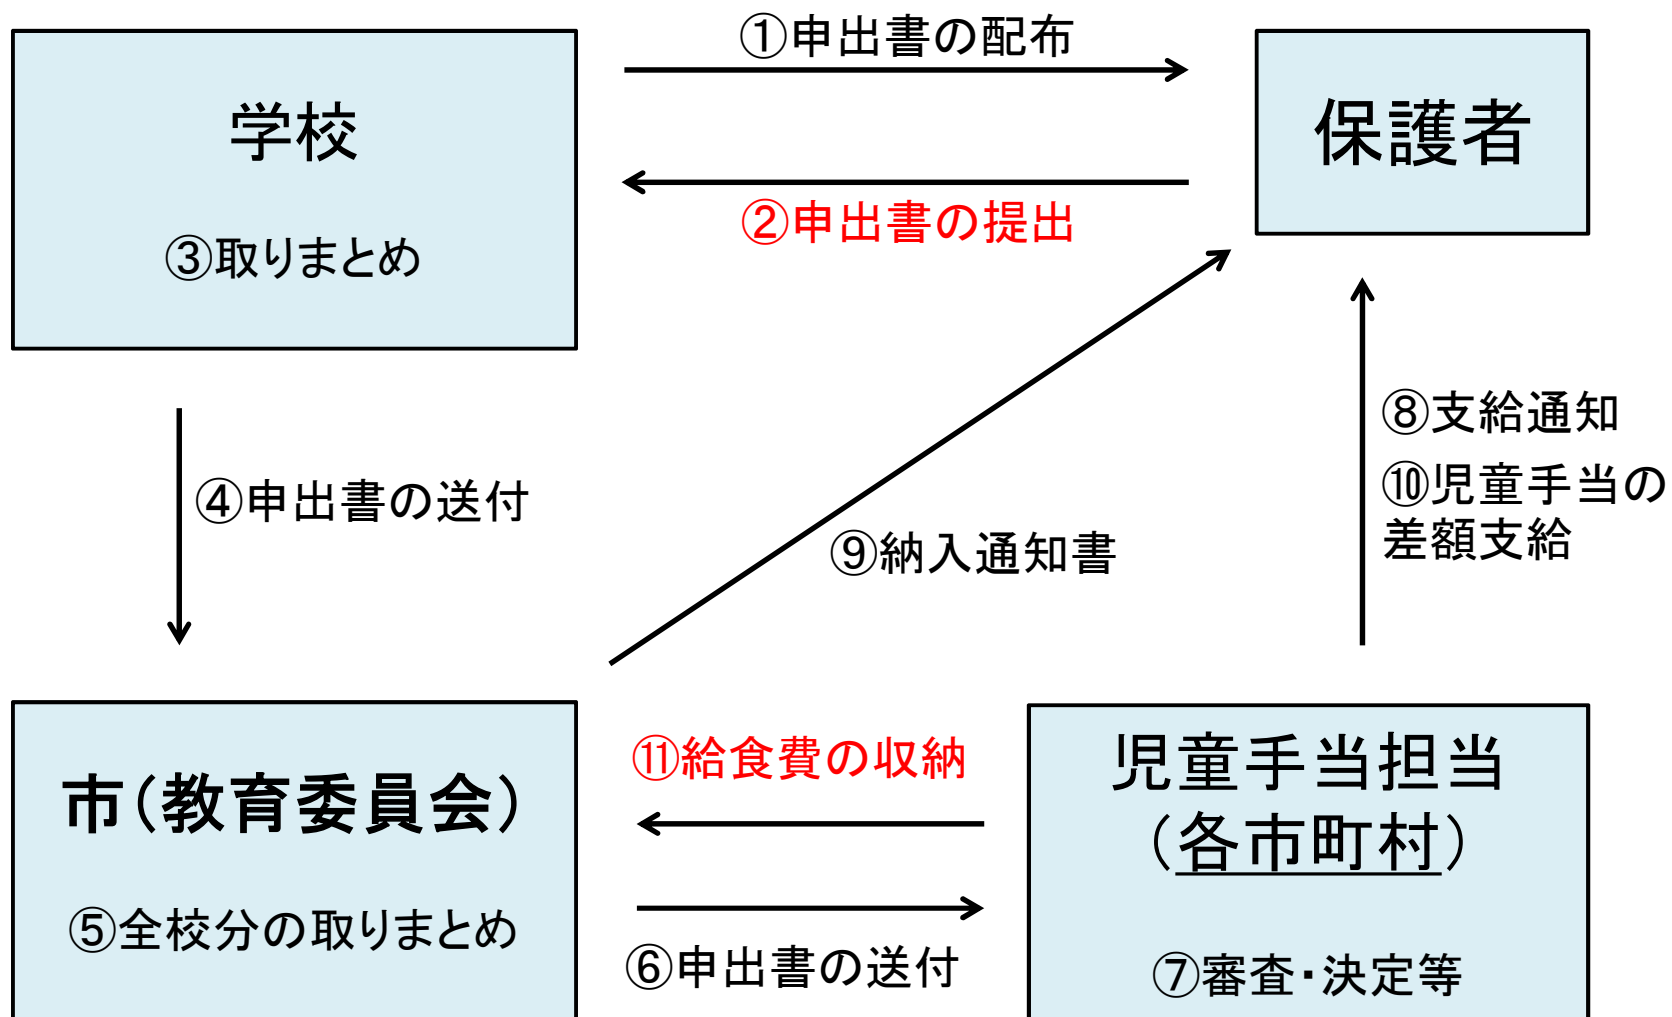 ①申出書の配布
学校
保護者
②申出書の提出
③取りまとめ
④申出書の送付
⑧支給通知
⑩児童手当の
差額支給
⑨納入通知書
市（教育委員会）
⑤全校分の取りまとめ
⑪給食費の収納
⑥申出書の送付
児童手当担当
（各市町村）
⑦審査・決定等